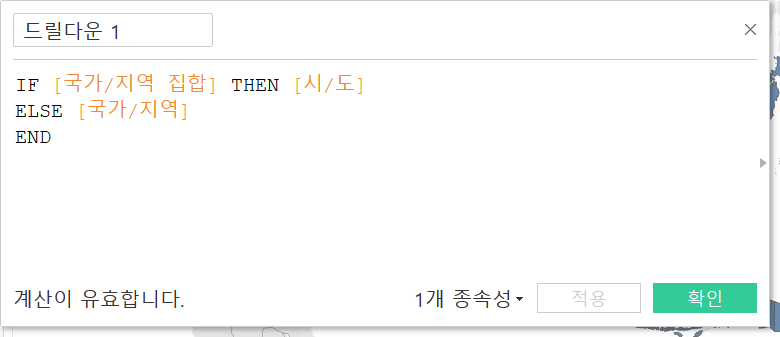 드릴다운 1
IF [국가/지역 집합] THEN [시/도]
ELSE [국가/지역]
END
계산이 유효합니다.
1개 종속성
적용
확인